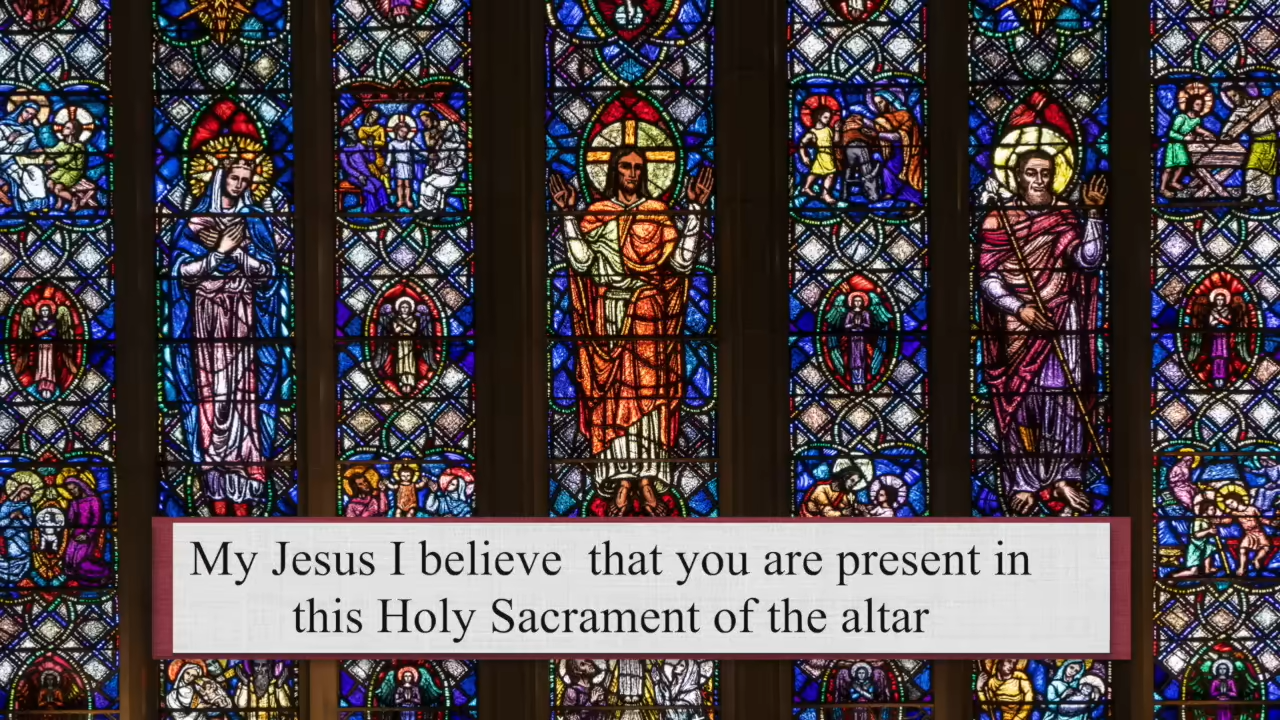 My Jesus I believe  that you are present in
this Holy Sacrament of the altar